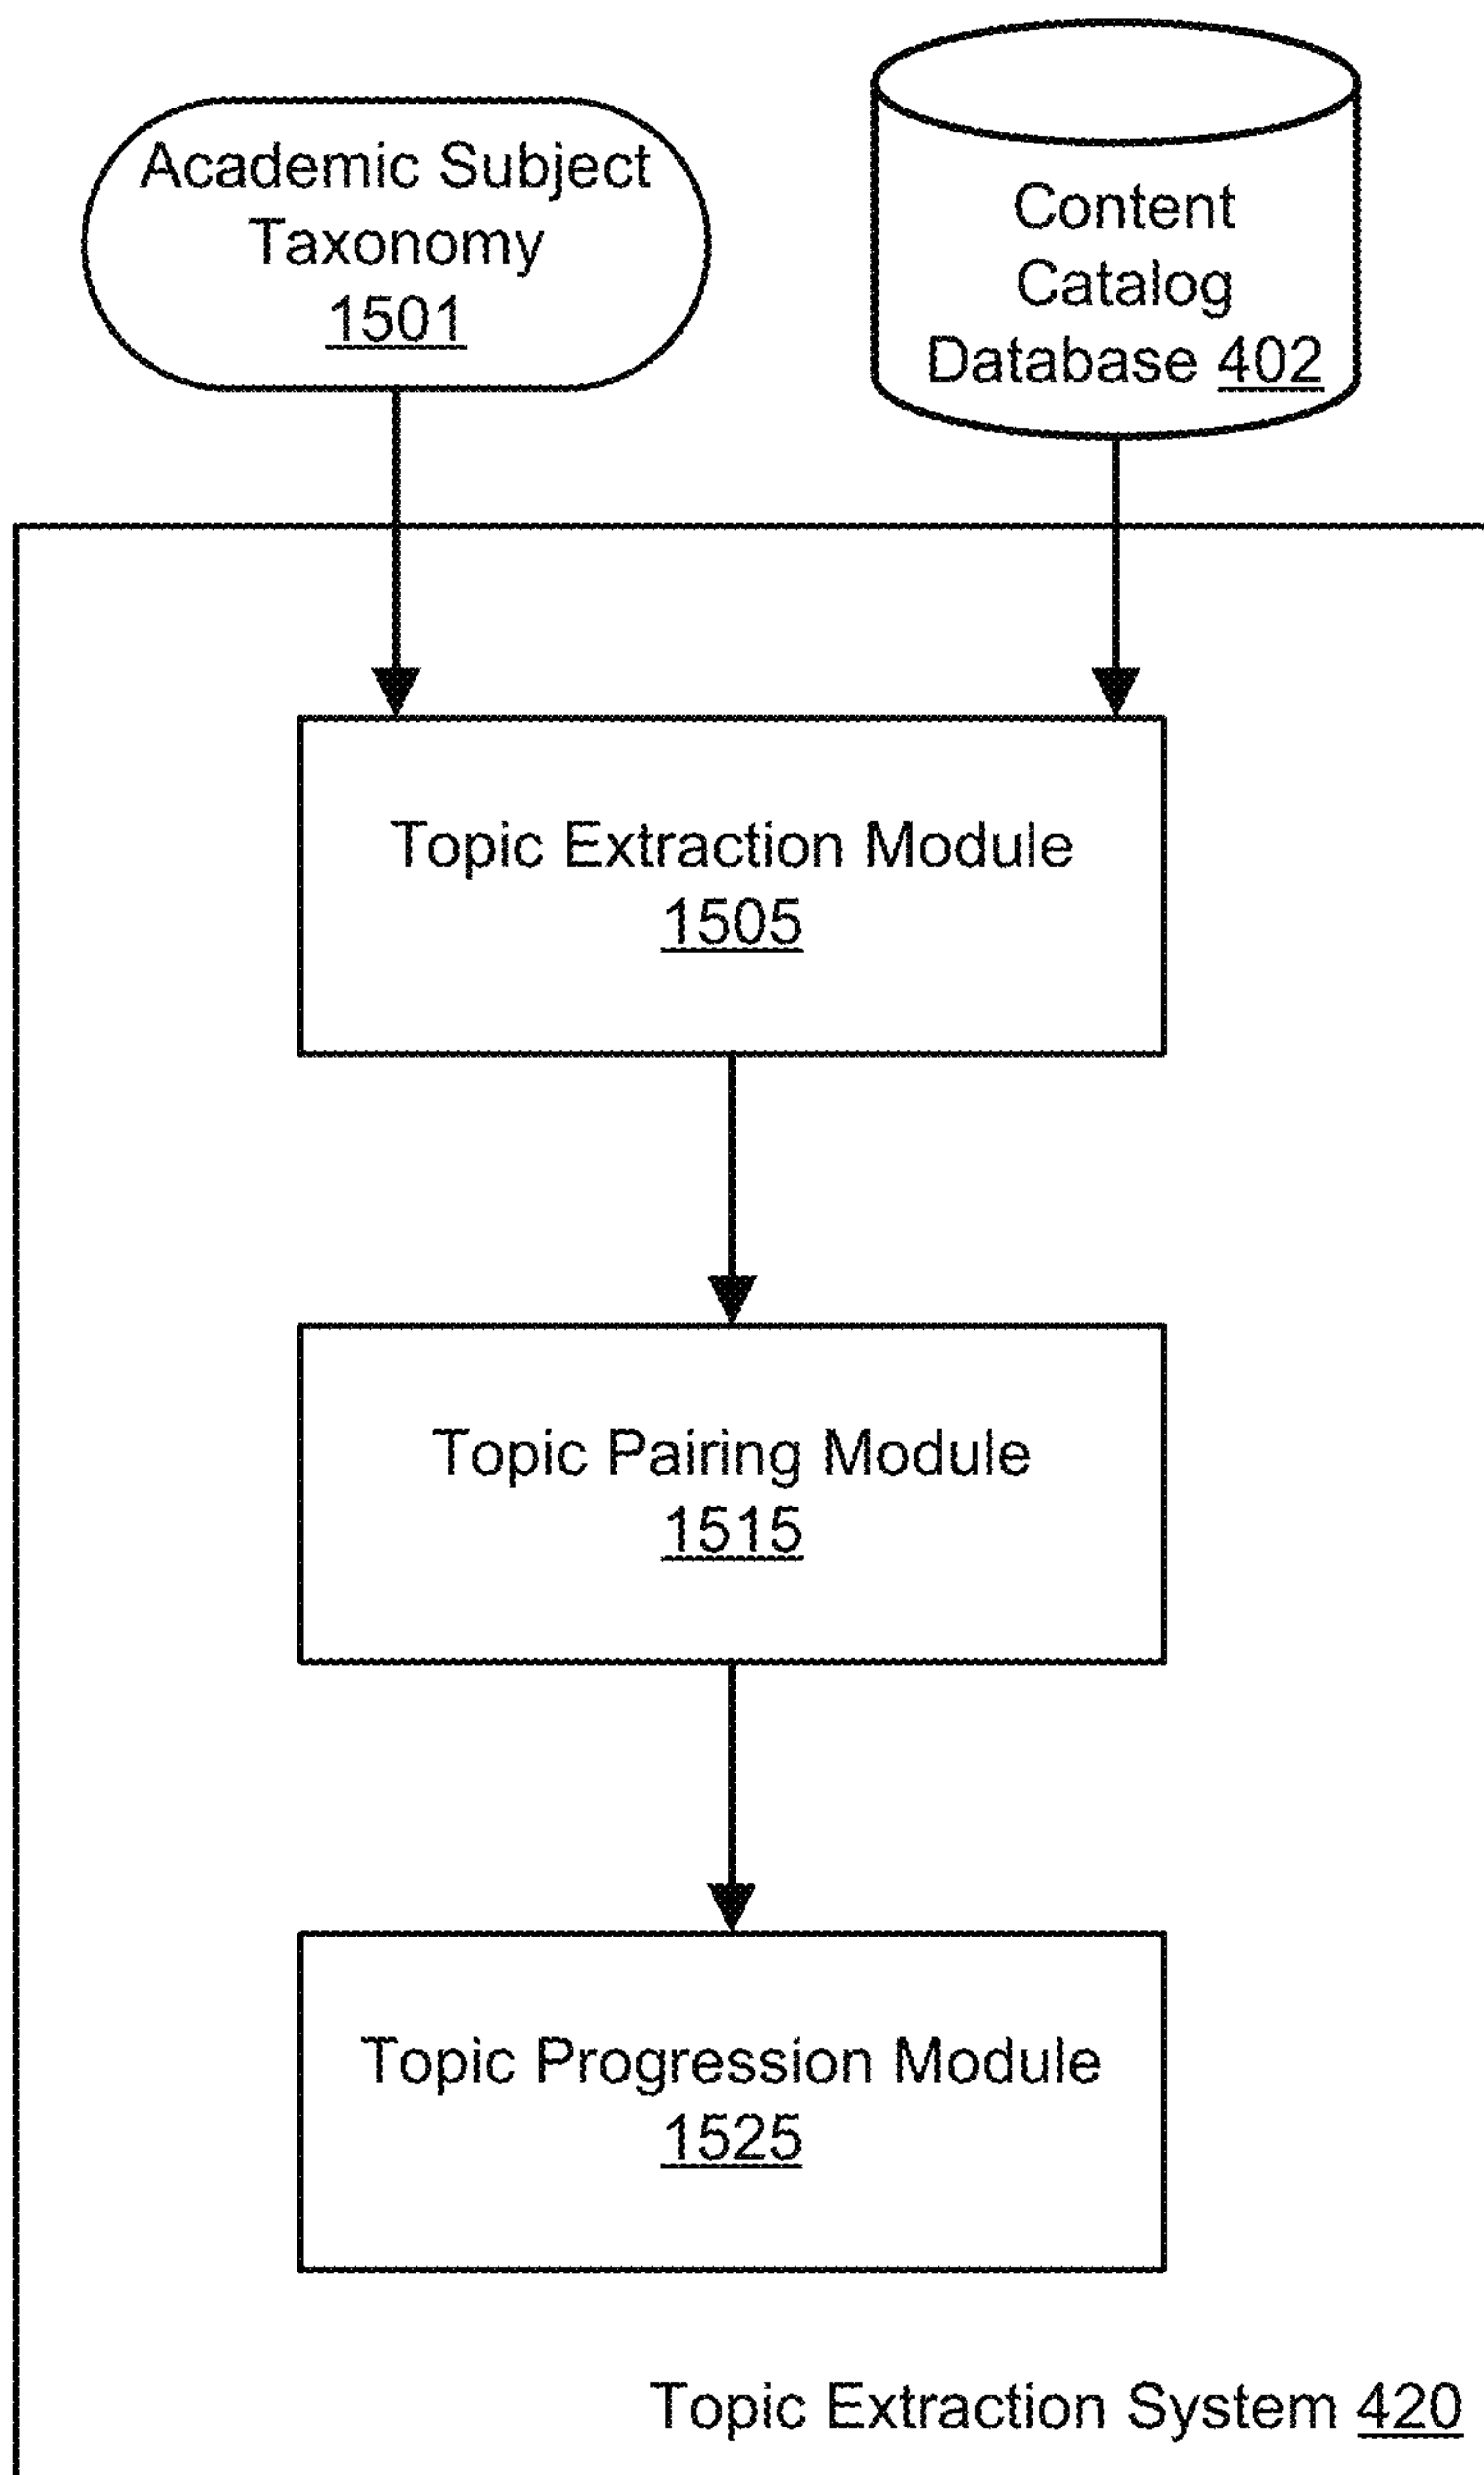 Academic Subject
Taxonomy
1501
Content
Catalog
Database 402
Topic Extraction Module
1505
Topic Pairing Module
1515
Topic Progression Module
1525
Topic Extraction System 420